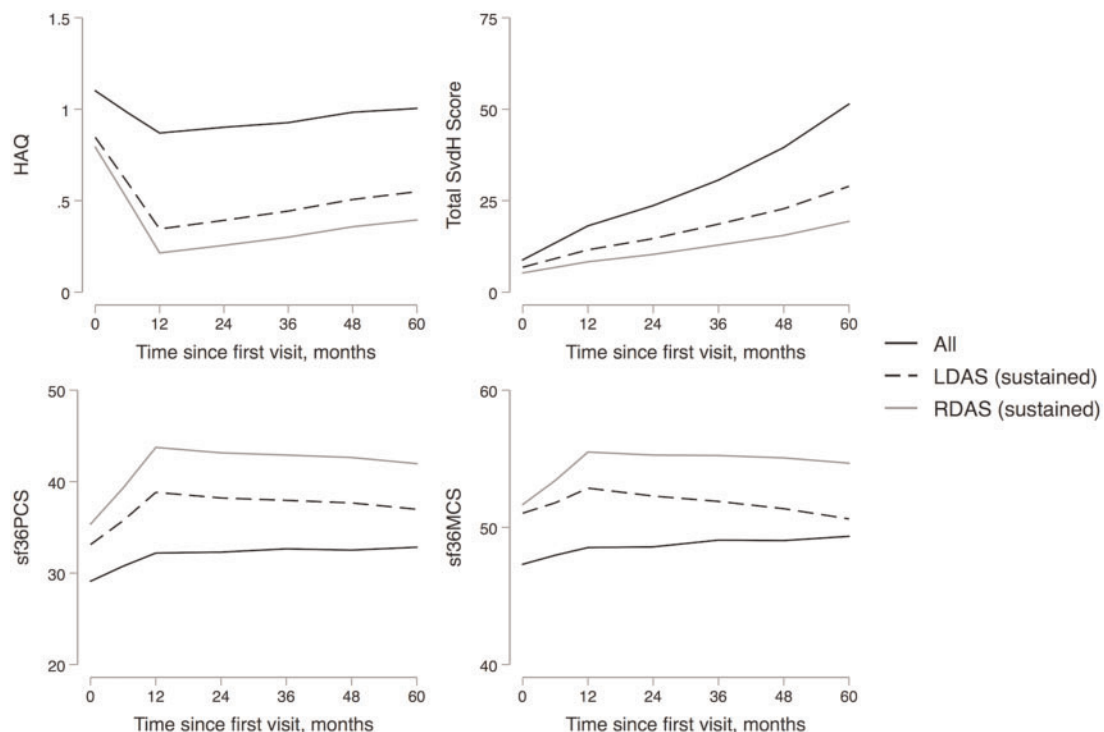 HAQ
1.5
1
.5
0
0 12 24 36 48 60
Time since first visit, months
Total SvdH Score
75
50
25
0
0 12 24 36 48 60
Time since first visit, months
All
LDAS (sustained)
RDAS (sustained)
sf36PCS
50
40
30
20
0 12 24 36 48 60
Time since first visit, months
sf36MCS
60
50
40
0 12 24 36 48 60
Time since first visit, months